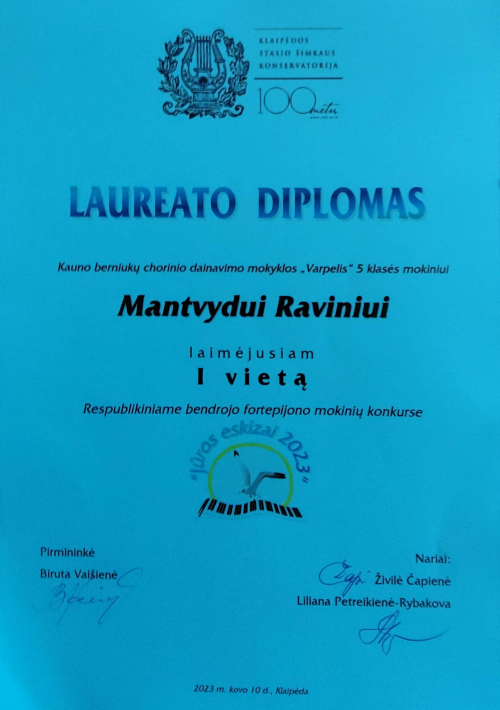 KLAIPĖDOS
STASIO ŠIMKAUS
KONSERVATORIJA
100 metų
LAUREATO DIPLOMAS
Kauno berniukų chorinio dainavimo mokyklos „Varpelis“ 5 klasės mokiniui
Mantvydui Raviniui
laimėjusiam
I vietą
Respublikiniame bendrojo fortepijono mokinių konkurse
"Jūros eskizai 2023"
Pirmininkė
Biruta Vaišienė
Nariai:
Živilė Čapienė
Liliana Petreikienė-Rybakova
2023 m. kovo 10 d., Klaipėda